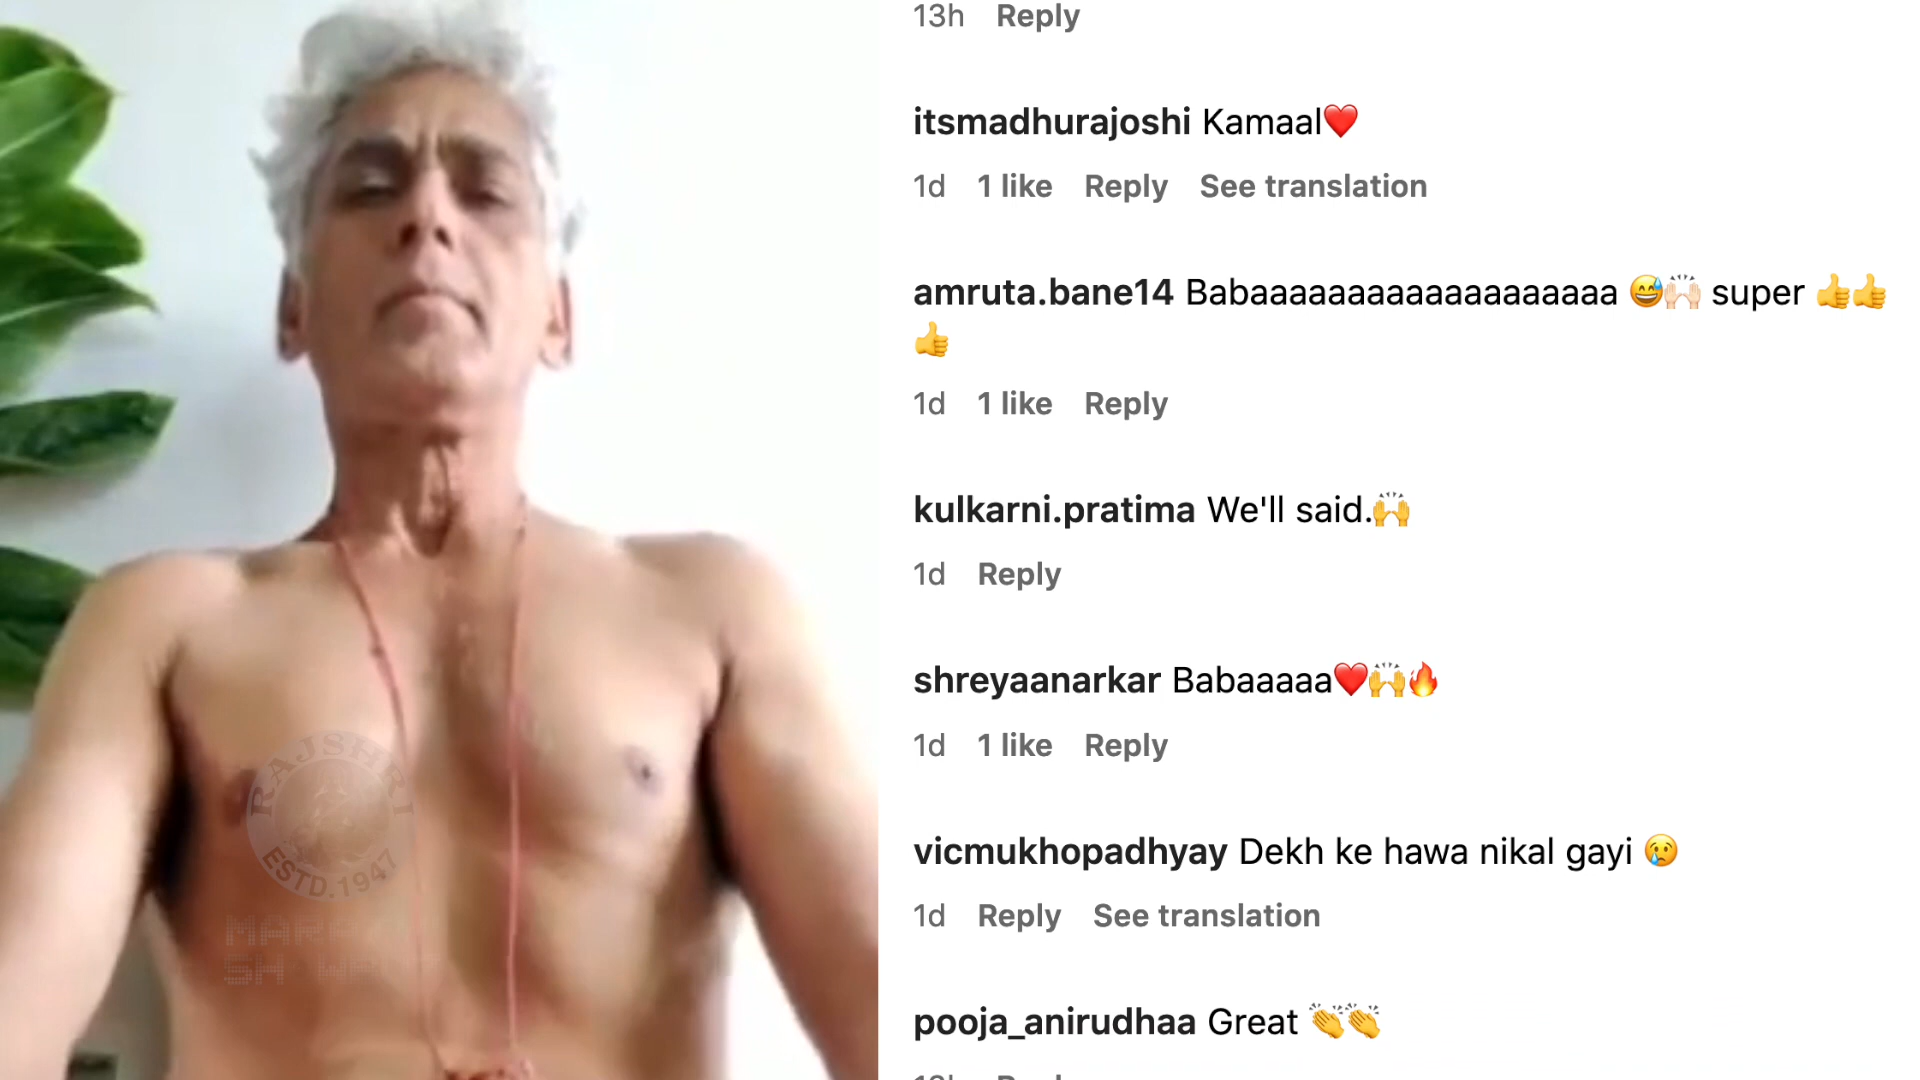 13h Reply
itsmadhurajoshi Kamaal❤️
1d 1 like Reply See translation
amruta.bane14 Babaaaaaaaaaaaaaaaaaaa 😅🙌🏻 super 👍👍
👍
1d 1 like Reply
kulkarni.pratima We'll said.🙌
1d Reply
shreyaanarkar Babaaaaa❤️🙌🔥
1d 1 like Reply
vicmukhopadhyay Dekh ke hawa nikal gayi 😢
1d Reply See translation
pooja_anirudhaa Great 👏👏
RAJSHRI
ESTD.1947